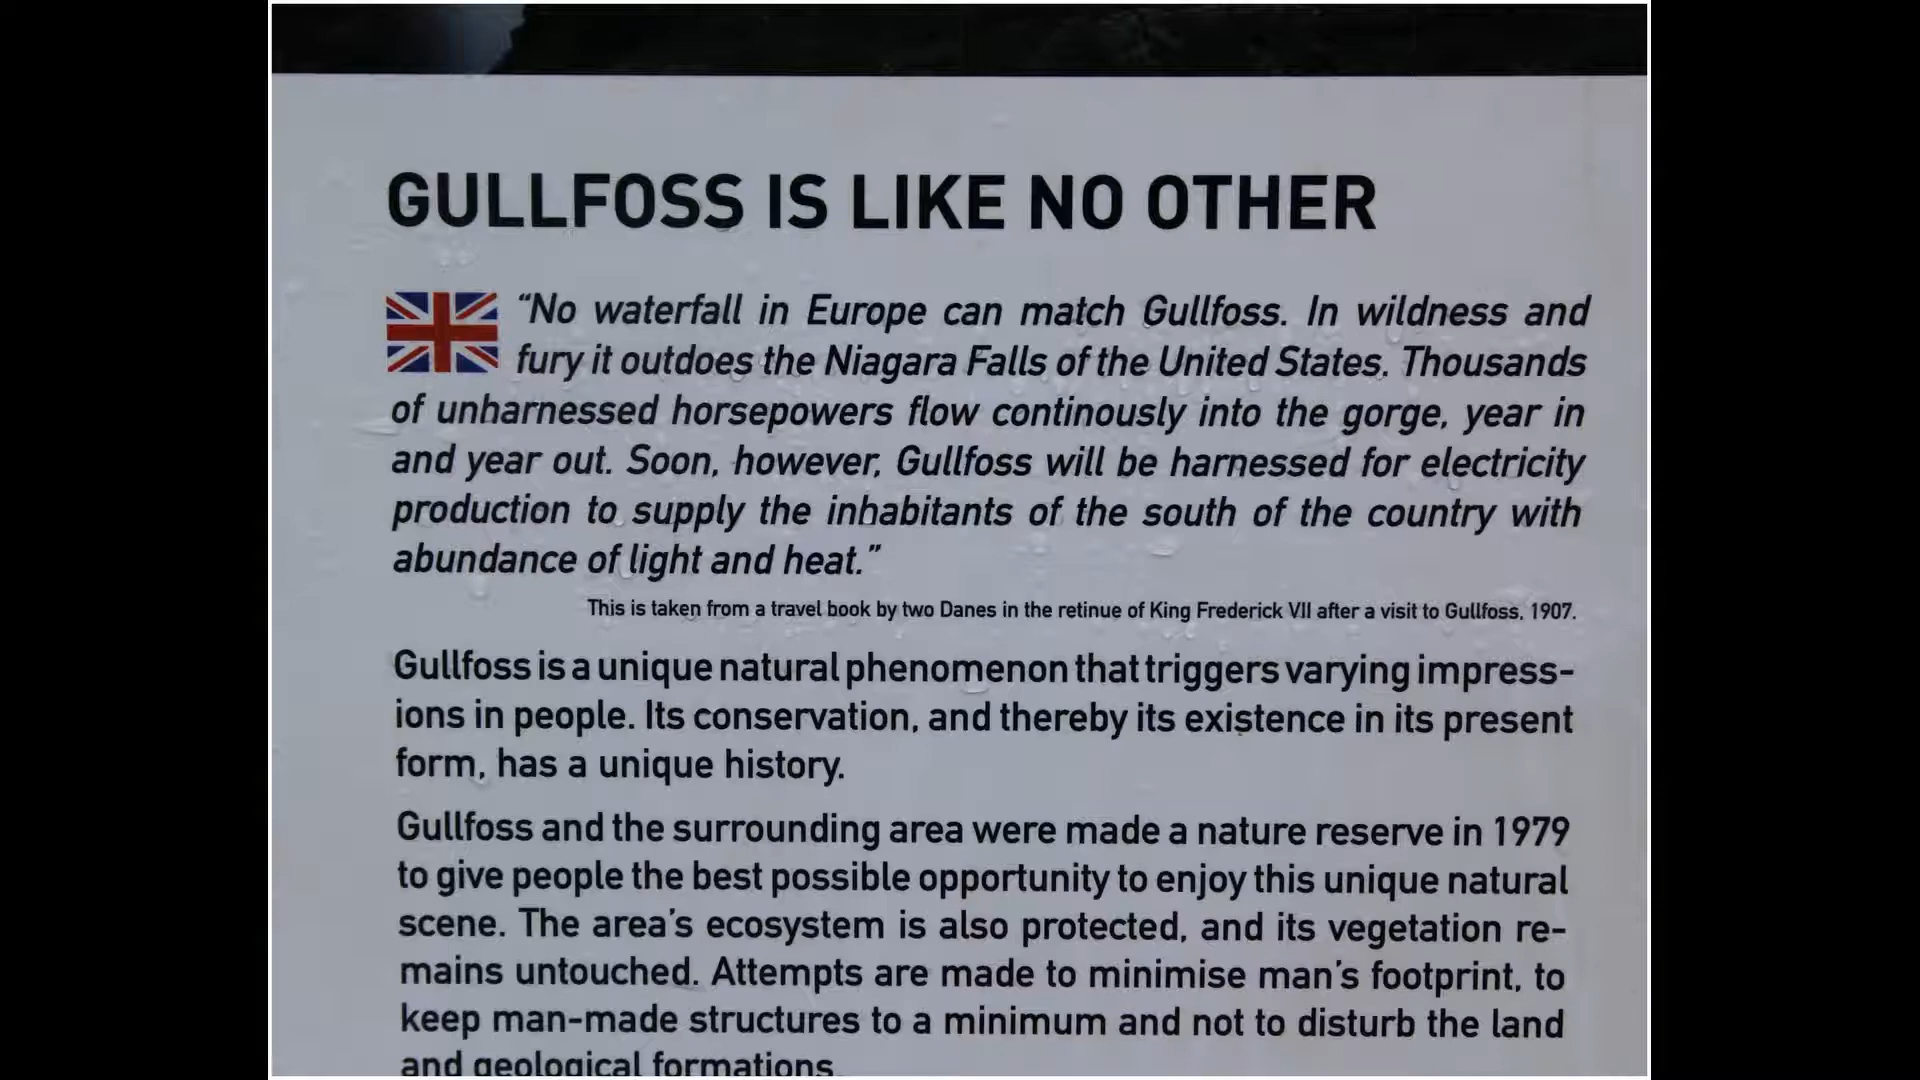 GULLFOSS IS LIKE NO OTHER
“No waterfall in Europe can match Gullfoss. In wildness and
fury it outdoes the Niagara Falls of the United States. Thousands
of unharnessed horsepowers flow continously into the gorge, year in
and year out. Soon, however, Gullfoss will be harnessed for electricity
production to supply the inhabitants of the south of the country with
abundance of light and heat.”
This is taken from a travel book by two Danes in the retinue of King Frederick VII after a visit to Gullfoss, 1907.
Gullfoss is a unique natural phenomenon that triggers varying impress-
ions in people. Its conservation, and thereby its existence in its present
form, has a unique history.
Gullfoss and the surrounding area were made a nature reserve in 1979
to give people the best possible opportunity to enjoy this unique natural
scene. The area’s ecosystem is also protected, and its vegetation re-
mains untouched. Attempts are made to minimise man’s footprint, to
keep man-made structures to a minimum and not to disturb the land
and geological formations.